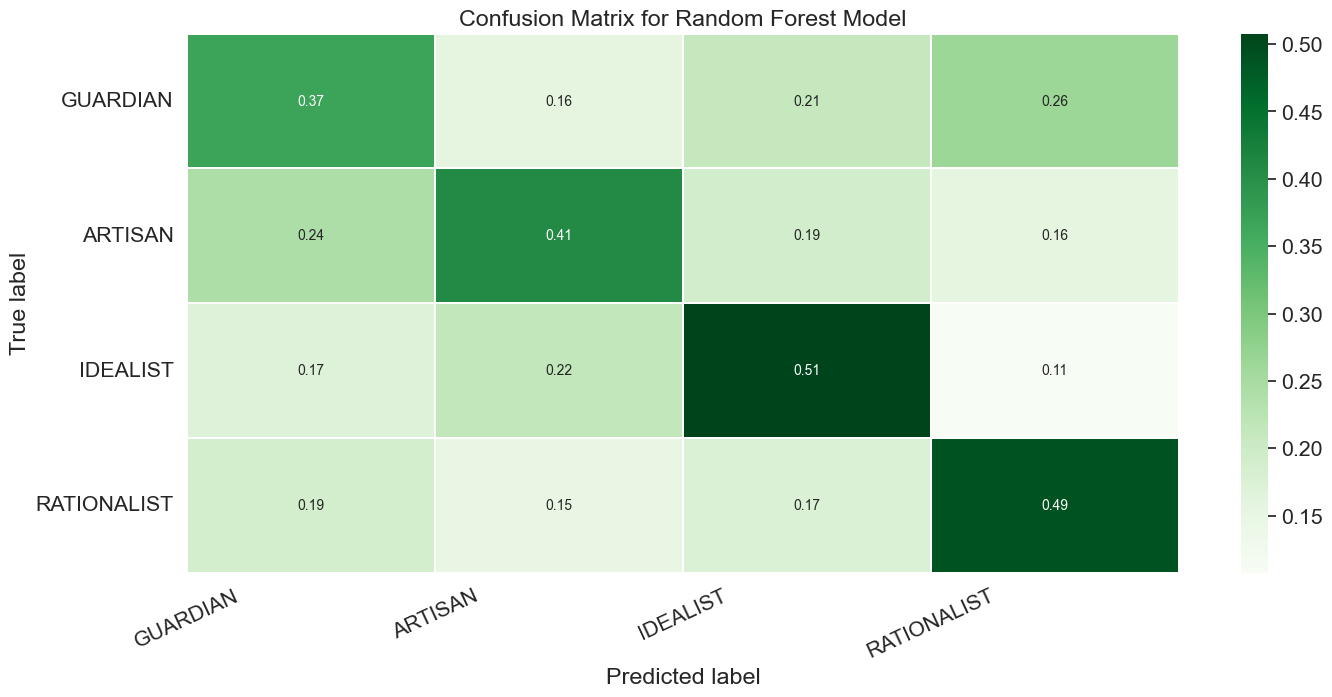 Confusion Matrix for Random Forest Model
True label
GUARDIAN 0.37 0.16 0.21 0.26
ARTISAN 0.24 0.41 0.19 0.16
IDEALIST 0.17 0.22 0.51 0.11
RATIONALIST 0.19 0.15 0.17 0.49
GUARDIAN ARTISAN IDEALIST RATIONALIST
Predicted label
0.50
0.45
0.40
0.35
0.30
0.25
0.20
0.15